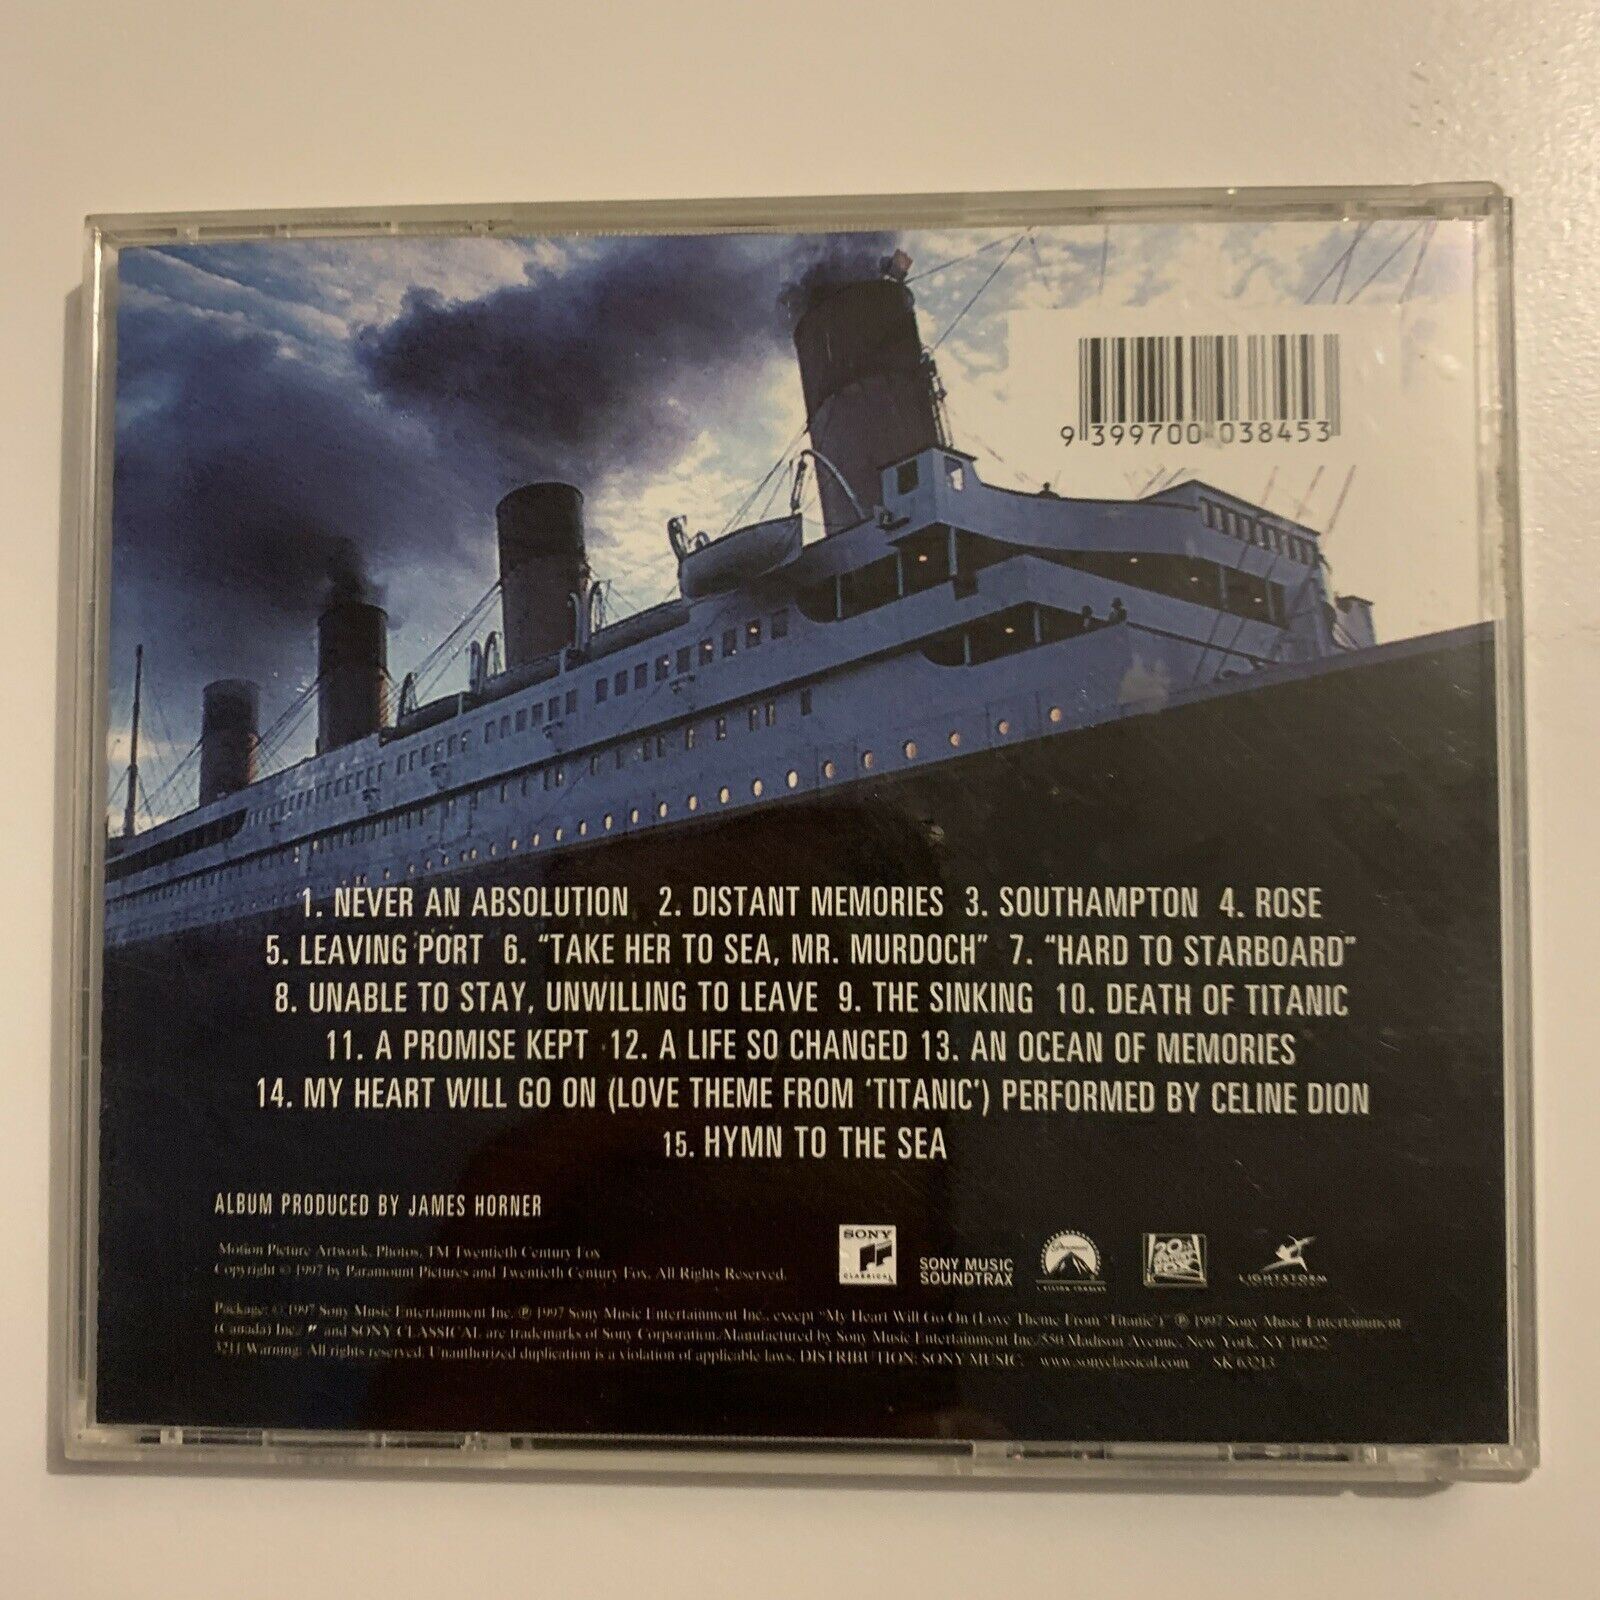 9 399700 038453
1. NEVER AN ABSOLUTION 2. DISTANT MEMORIES 3. SOUTHAMPTON 4. ROSE
5. LEAVING PORT 6. "TAKE HER TO SEA, MR. MURDOCH" 7. "HARD TO STARBOARD"
8. UNABLE TO STAY, UNWILLING TO LEAVE 9. THE SINKING 10. DEATH OF TITANIC
11. A PROMISE KEPT 12. A LIFE SO CHANGED 13. AN OCEAN OF MEMORIES
14. MY HEART WILL GO ON (LOVE THEME FROM 'TITANIC') PERFORMED BY CELINE DION
15. HYMN TO THE SEA
ALBUM PRODUCED BY JAMES HORNER
Motion Picture Artwork, Photos, TM Twentieth Century Fox
Copyright © 1997 by Paramount Pictures and Twentieth Century Fox. All Rights Reserved.
SONY
CLASSICAL
SONY MUSIC
SOUNDTRAX
Paramount
20th
CENTURY
FOX
LIGHTSTORM
Package: © 1997 Sony Music Entertainment Inc. ℗ 1997 Sony Music Entertainment Inc., except "My Heart Will Go On (Love Theme From 'Titanic')" ℗ 1997 Sony Music Entertainment
(Canada) Inc./ " and SONY CLASSICAL are trademarks of Sony Corporation./Manufactured by Sony Music Entertainment Inc./550 Madison Avenue, New York, NY 10022-
3211/Warning: All rights reserved. Unauthorized duplication is a violation of applicable laws. DISTRIBUTION: SONY MUSIC. www.sonyclassical.com SK 63213